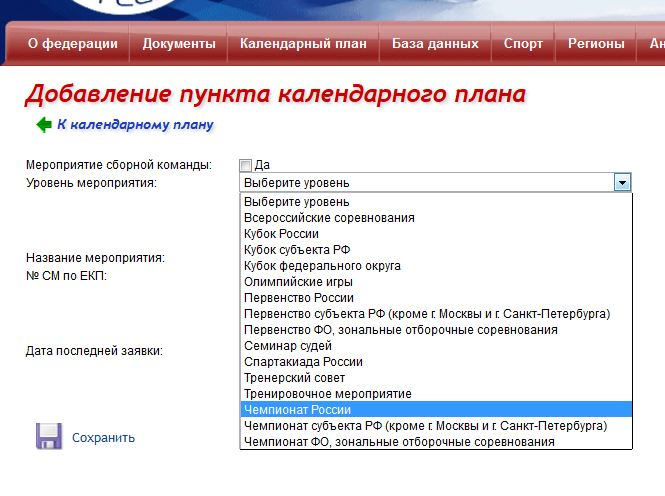 О федерации Документы Календарный план База данных Спорт Регионы
Добавление пункта календарного плана
К календарному плану
Мероприятие сборной команды: Да
Уровень мероприятия: Выберите уровень
Выберите уровень
Всероссийские соревнования
Кубок России
Кубок субъекта РФ
Название мероприятия: Кубок федерального округа
№ СМ по ЕКП: Олимпийские игры
Первенство России
Первенство субъекта РФ (кроме г. Москвы и г. Санкт-Петербурга)
Первенство ФО, зональные отборочные соревнования
Дата последней заявки: Семинар судей
Спартакиада России
Тренерский совет
Тренировочное мероприятие
Чемпионат России
Чемпионат субъекта РФ (кроме г. Москвы и г. Санкт-Петербурга)
Сохранить Чемпионат ФО, зональные отборочные соревнования